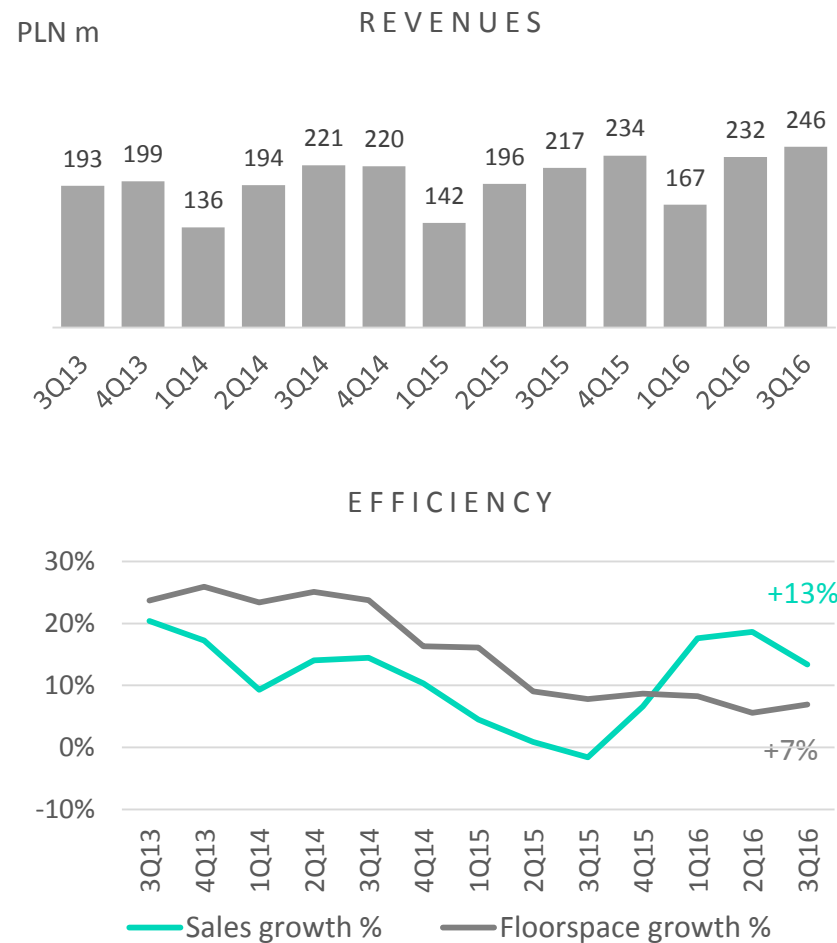 REVENUES
PLN m
193 199 136 194 221 220 142 196 217 234 167 232 246
3Q13 4Q13 1Q14 2Q14 3Q14 4Q14 1Q15 2Q15 3Q15 4Q15 1Q16 2Q16 3Q16
EFFICIENCY
30%
+13%
20%
10%
0%
+7%
-10%
3Q13 4Q13 1Q14 2Q14 3Q14 4Q14 1Q15 2Q15 3Q15 4Q15 1Q16 2Q16 3Q16
Sales growth % Floorspace growth %